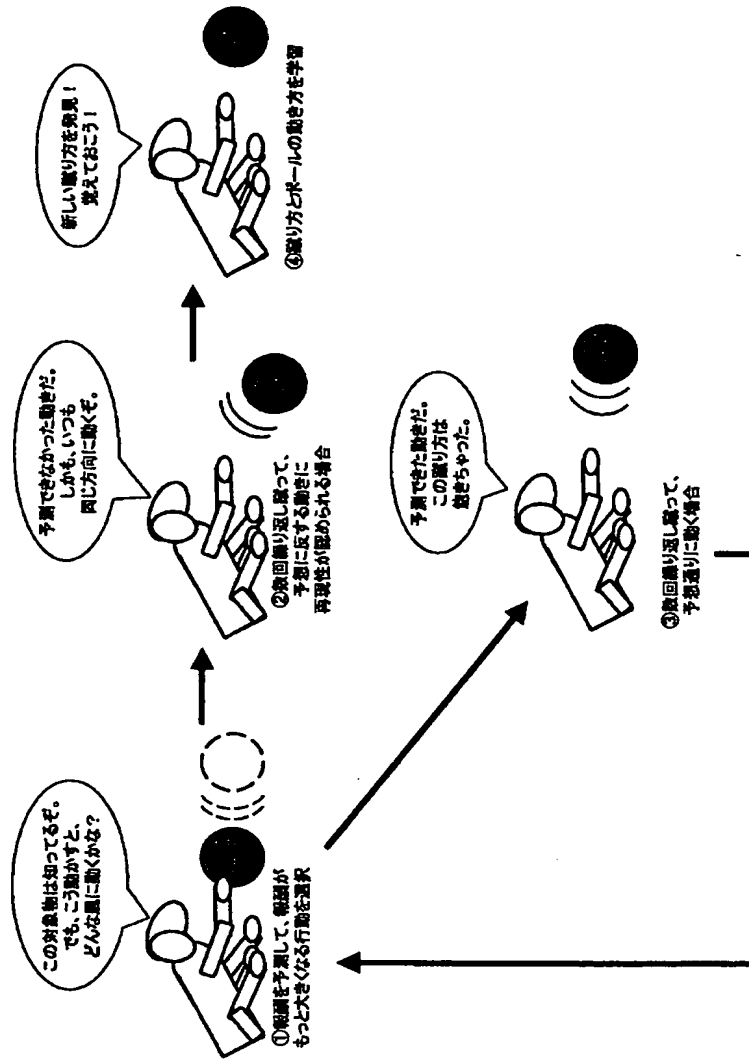 この対象物は知ってるぞ。
でも、こう動かすと、
どんな風に動くかな?
①報酬を予測して、報酬が
もっと大きくなる行動を選択
予測できなかった動きだ。
しかも、いつも
同じ方向に動くぞ。
②数回繰り返し蹴って、
予想に反する動きに
再現性が認められる場合
新しい蹴り方を発見!
覚えておこう!
④蹴り方とボールの動き方を学習
予測できた動きだ。
この蹴り方は
飽きちゃった。
③数回繰り返し蹴って、
予想通りに動く場合